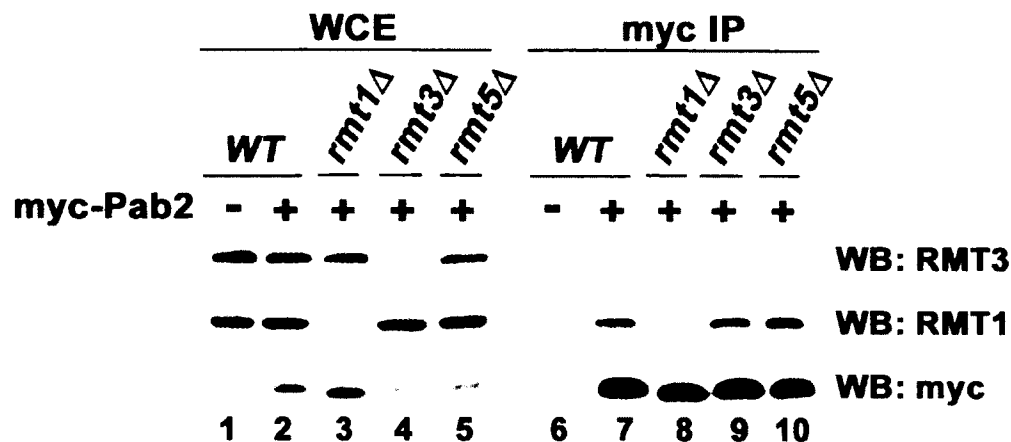 WCE myc IP
rmt1Δ rmt3Δ rmt5Δ rmt1Δ rmt3Δ rmt5Δ
WT WT
myc-Pab2 - + + + + - + + + +
WB: RMT3
WB: RMT1
WB: myc
1 2 3 4 5 6 7 8 9 10